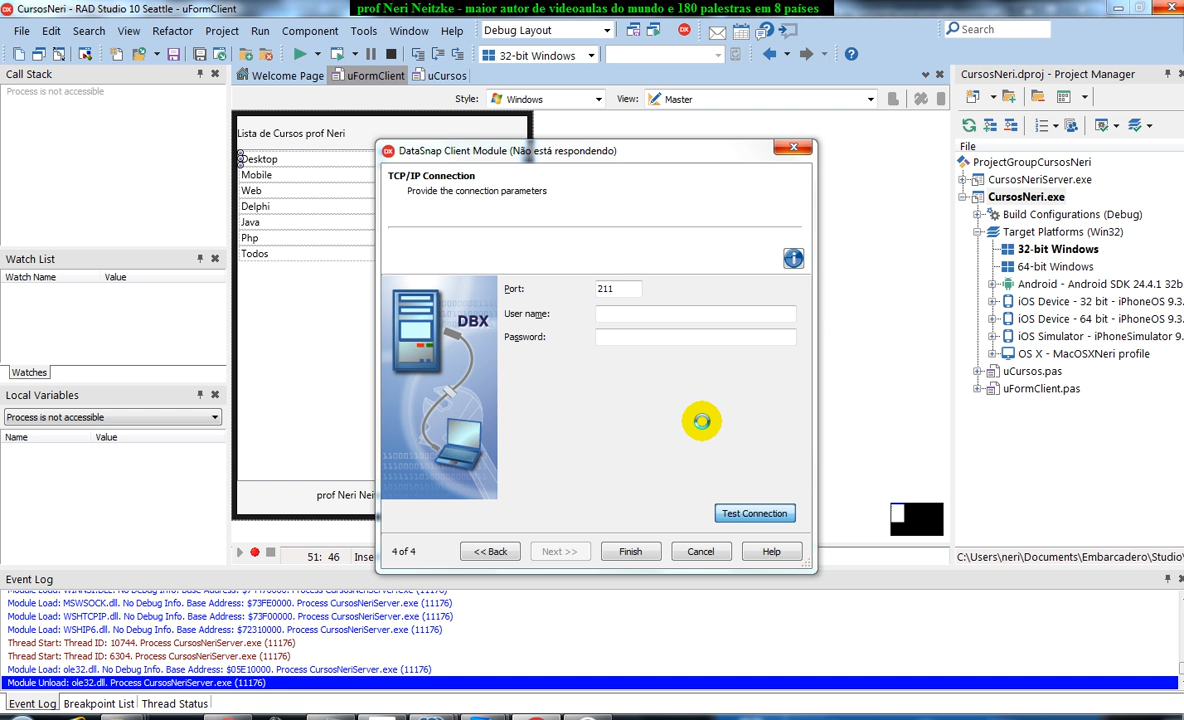 CursosNeri - RAD Studio 10 Seattle - uFormClient
prof Neri Neitzke - maior autor de videoaulas do mundo e 180 palestras em 8 países
File Edit Search View Refactor Project Run Component Tools Window Help
Debug Layout
Search
32-bit Windows
Call Stack
Process is not accessible
Welcome Page
uFormClient
uCursos
Style:
Windows
View:
Master
Lista de Cursos prof Neri
Desktop
Mobile
Web
Delphi
Java
Php
Todos
Watch List
Watch Name Value
Watches
Local Variables
Process is not accessible
Name Value
DataSnap Client Module (Não está respondendo)
TCP/IP Connection
Provide the connection parameters
DBX
Port: 211
User name:
Password:
Test Connection
4 of 4
<< Back
Next >>
Finish
Cancel
Help
51: 46
CursosNeri.dproj - Project Manager
File
ProjectGroupCursosNeri
CursosNeriServer.exe
CursosNeri.exe
Build Configurations (Debug)
Target Platforms (Win32)
32-bit Windows
64-bit Windows
Android - Android SDK 24.4.1 32b
iOS Device - 32 bit - iPhoneOS 9.3.
iOS Device - 64 bit - iPhoneOS 9.3.
iOS Simulator - iPhoneSimulator 9.
OS X - MacOSXNeri profile
uCursos.pas
uFormClient.pas
C:\Users\neri\Documents\Embarcadero\Studio\
Event Log
Module Load: MSWSOCK.dll. No Debug Info. Base Address: $73FE0000. Process CursosNeriServer.exe (11176)
Module Load: WSHTCPIP.dll. No Debug Info. Base Address: $73F00000. Process CursosNeriServer.exe (11176)
Module Load: WSHIP6.dll. No Debug Info. Base Address: $72310000. Process CursosNeriServer.exe (11176)
Thread Start: Thread ID: 10744. Process CursosNeriServer.exe (11176)
Thread Start: Thread ID: 6304. Process CursosNeriServer.exe (11176)
Module Load: ole32.dll. No Debug Info. Base Address: $05E10000. Process CursosNeriServer.exe (11176)
Module Unload: ole32.dll. Process CursosNeriServer.exe (11176)
Event Log
Breakpoint List
Thread Status